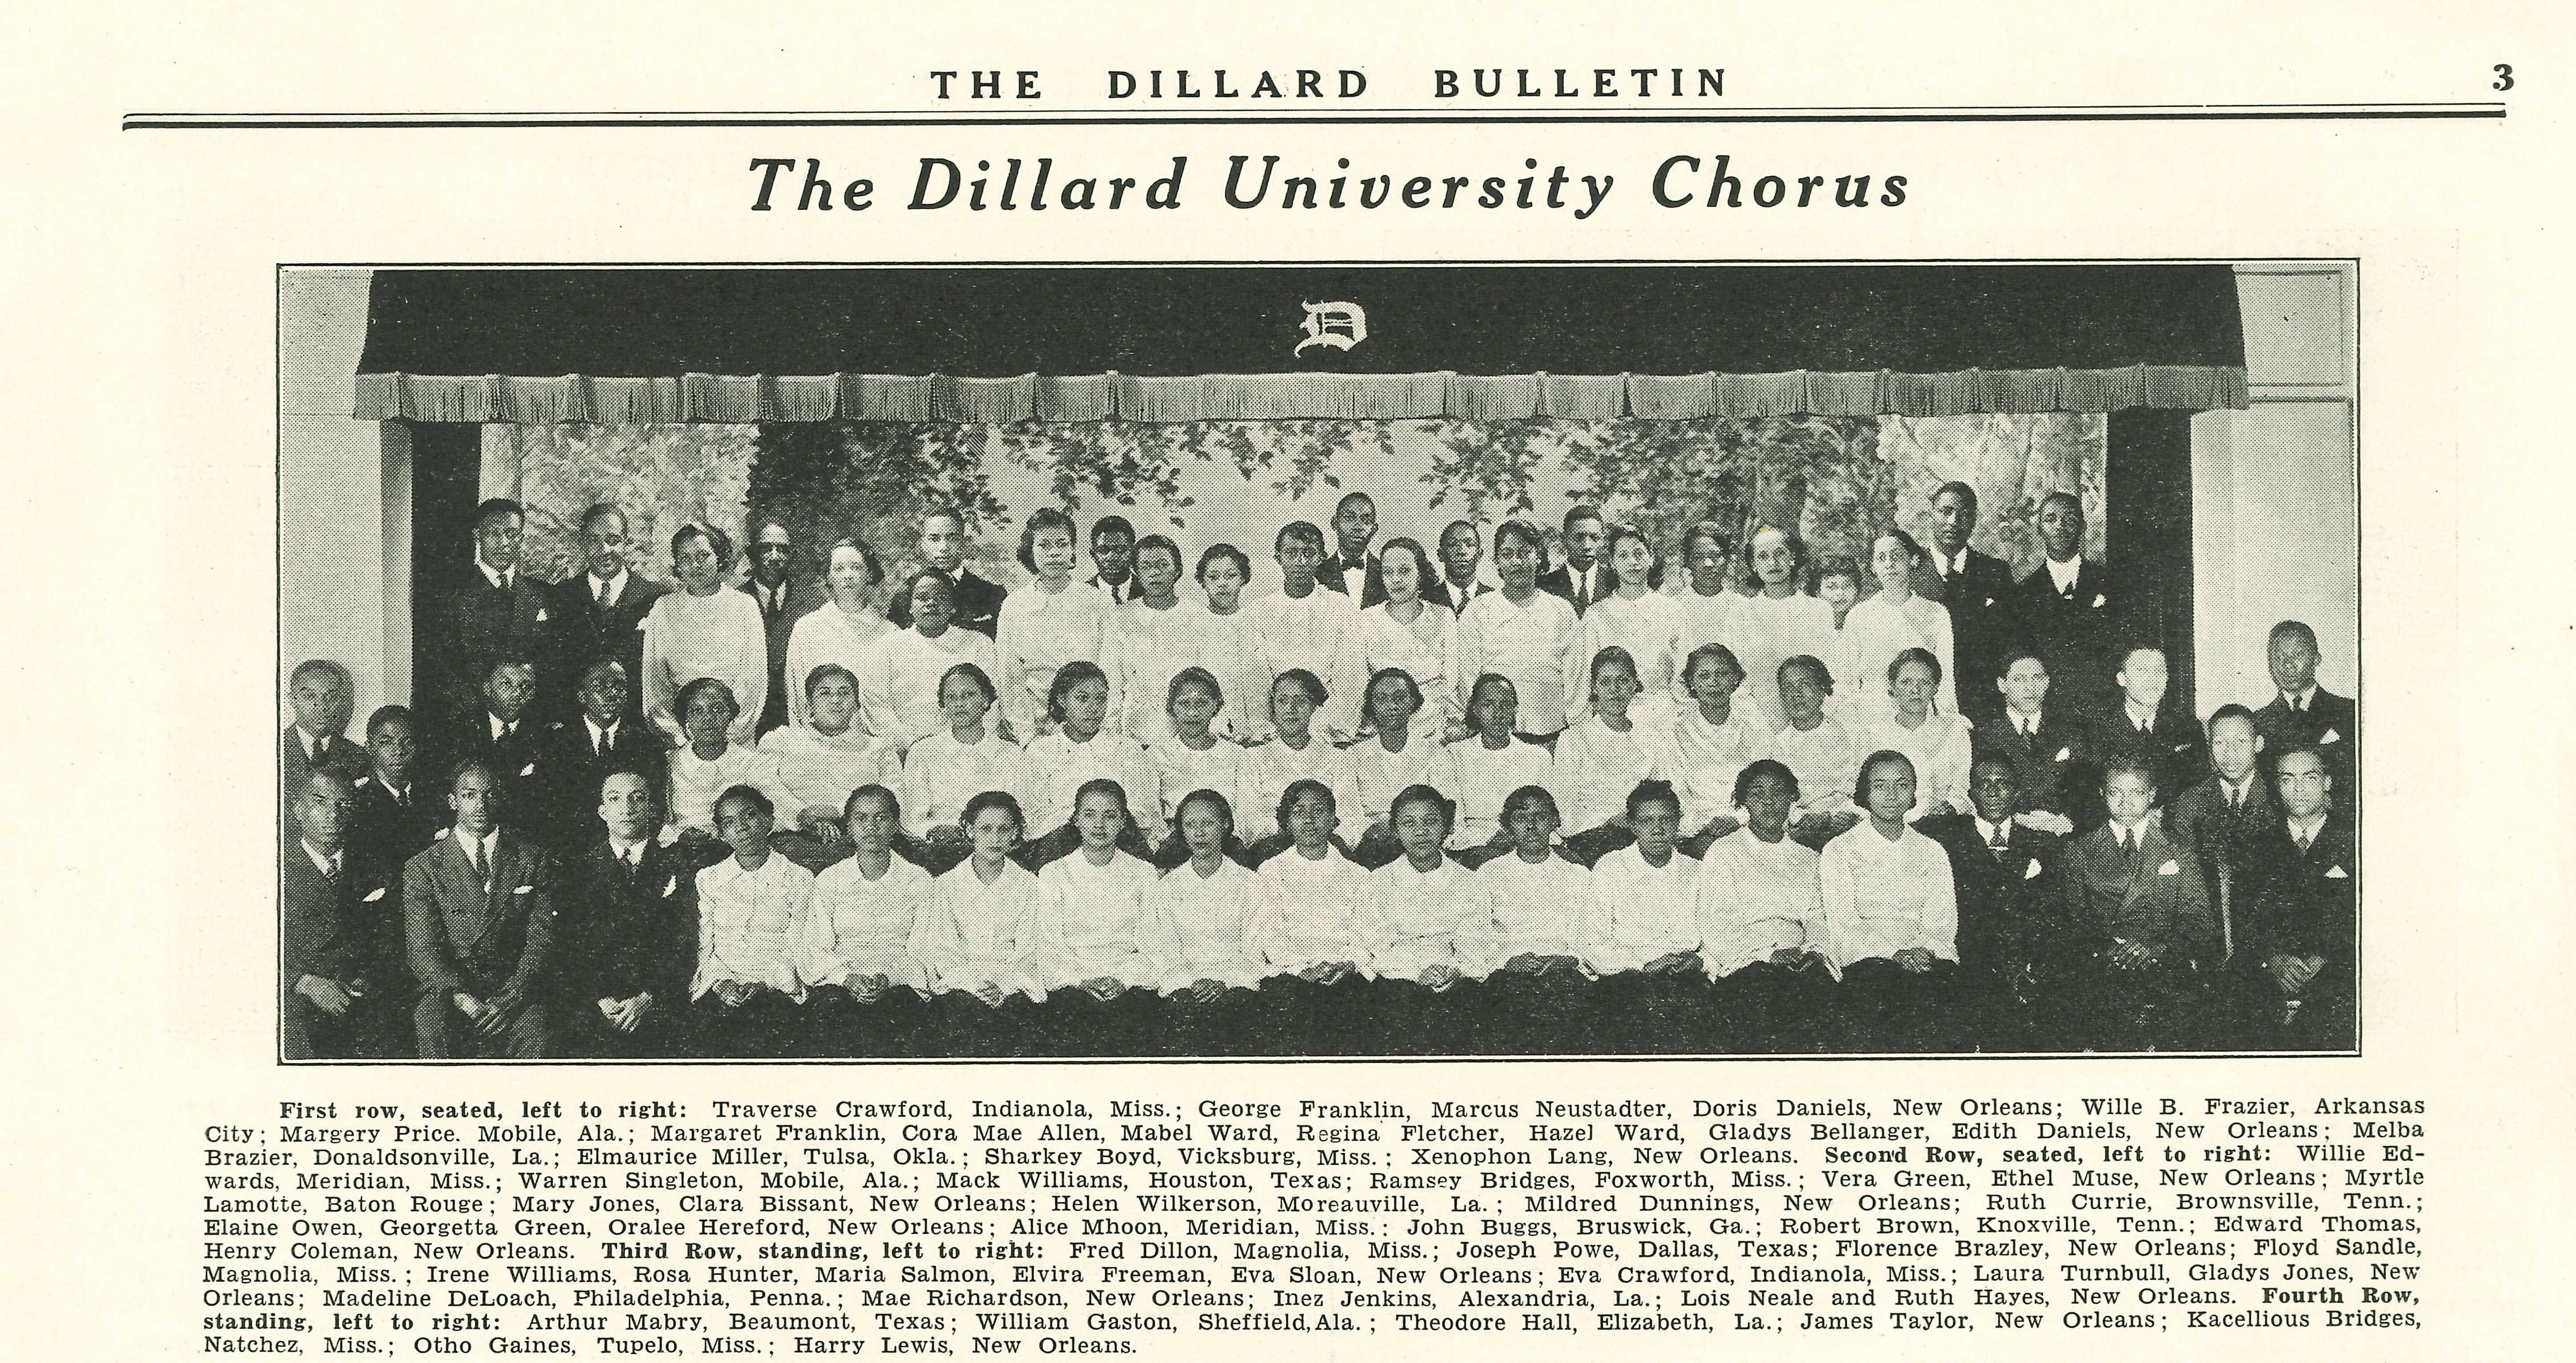 THE DILLARD BULLETIN 3
The Dillard University Chorus
D
First row, seated, left to right: Traverse Crawford, Indianola, Miss.; George Franklin, Marcus Neustadter, Doris Daniels, New Orleans; Wille B. Frazier, Arkansas
City; Margery Price. Mobile, Ala.; Margaret Franklin, Cora Mae Allen, Mabel Ward, Regina Fletcher, Hazel Ward, Gladys Bellanger, Edith Daniels, New Orleans; Melba
Brazier, Donaldsonville, La.; Elmaurice Miller, Tulsa, Okla.; Sharkey Boyd, Vicksburg, Miss.; Xenophon Lang, New Orleans. Second Row, seated, left to right: Willie Ed-
wards, Meridian, Miss.; Warren Singleton, Mobile, Ala.; Mack Williams, Houston, Texas; Ramsey Bridges, Foxworth, Miss.; Vera Green, Ethel Muse, New Orleans; Myrtle
Lamotte, Baton Rouge; Mary Jones, Clara Bissant, New Orleans; Helen Wilkerson, Moreauville, La.; Mildred Dunnings, New Orleans; Ruth Currie, Brownsville, Tenn.;
Elaine Owen, Georgetta Green, Oralee Hereford, New Orleans; Alice Mhoon, Meridian, Miss.: John Buggs, Bruswick, Ga.; Robert Brown, Knoxville, Tenn.; Edward Thomas,
Henry Coleman, New Orleans. Third Row, standing, left to right: Fred Dillon, Magnolia, Miss.; Joseph Powe, Dallas, Texas; Florence Brazley, New Orleans; Floyd Sandle,
Magnolia, Miss.; Irene Williams, Rosa Hunter, Maria Salmon, Elvira Freeman, Eva Sloan, New Orleans; Eva Crawford, Indianola, Miss.; Laura Turnbull, Gladys Jones, New
Orleans; Madeline DeLoach, Philadelphia, Penna.; Mae Richardson, New Orleans; Inez Jenkins, Alexandria, La.; Lois Neale and Ruth Hayes, New Orleans. Fourth Row,
standing, left to right: Arthur Mabry, Beaumont, Texas; William Gaston, Sheffield, Ala.; Theodore Hall, Elizabeth, La.; James Taylor, New Orleans; Kacellious Bridges,
Natchez, Miss.; Otho Gaines, Tupelo, Miss.; Harry Lewis, New Orleans.